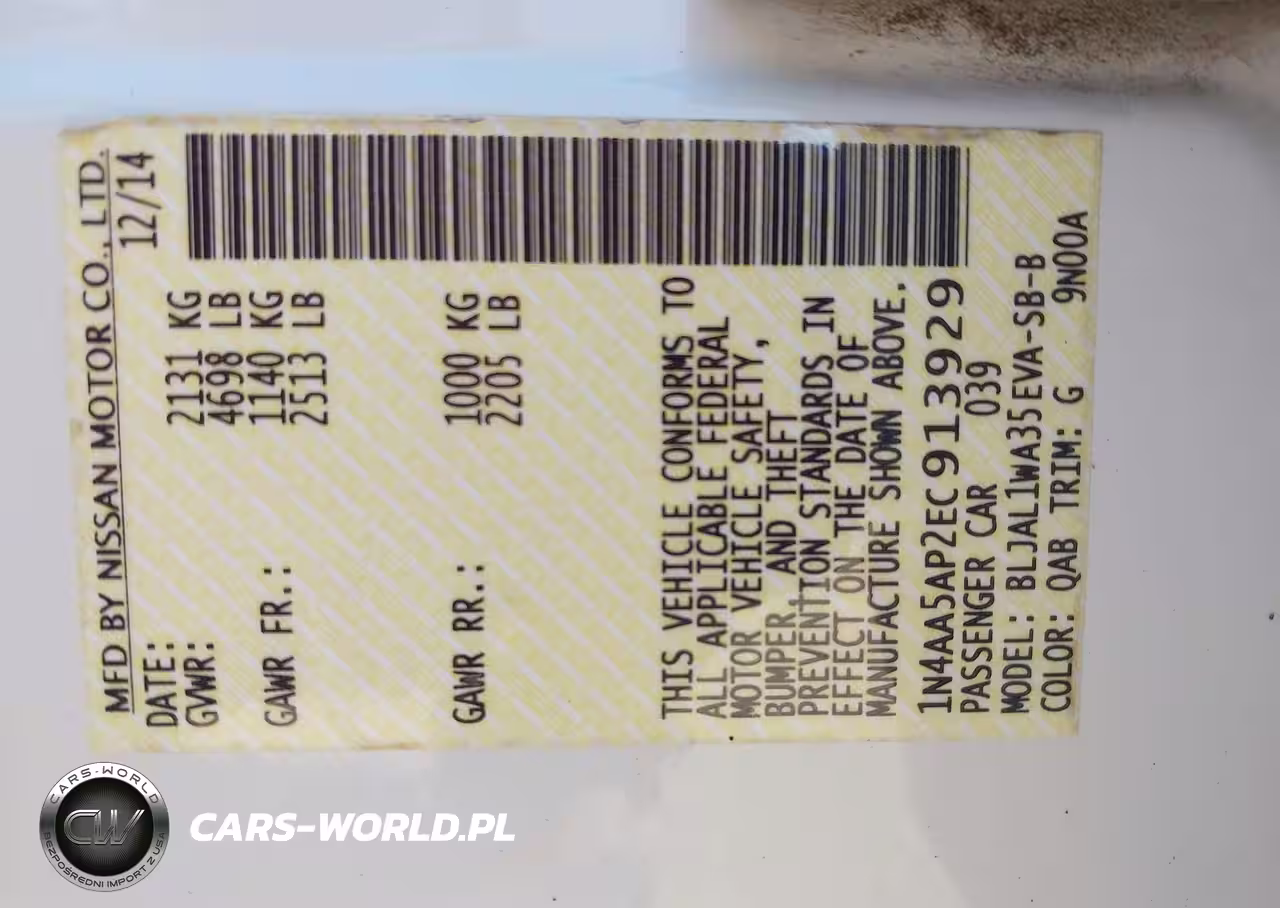 MFD BY NISSAN MOTOR CO., LTD.
DATE: 12/14
GVWR: 2131 KG
4698 LB
GAWR FR.: 1140 KG
2513 LB
GAWR RR.: 1000 KG
2205 LB
THIS VEHICLE CONFORMS TO
ALL APPLICABLE FEDERAL
MOTOR VEHICLE SAFETY,
BUMPER, AND THEFT
PREVENTION STANDARDS IN
EFFECT ON THE DATE OF
MANUFACTURE SHOWN ABOVE.
1N4AA5AP2EC913929
PASSENGER CAR 039
MODEL: BLJAL1WA35EVA-SB-B
COLOR: QAB TRIM: G 9N00A
CARS-WORLD
CW
BEZPOŚREDNI IMPORT Z USA
CARS-WORLD.PL